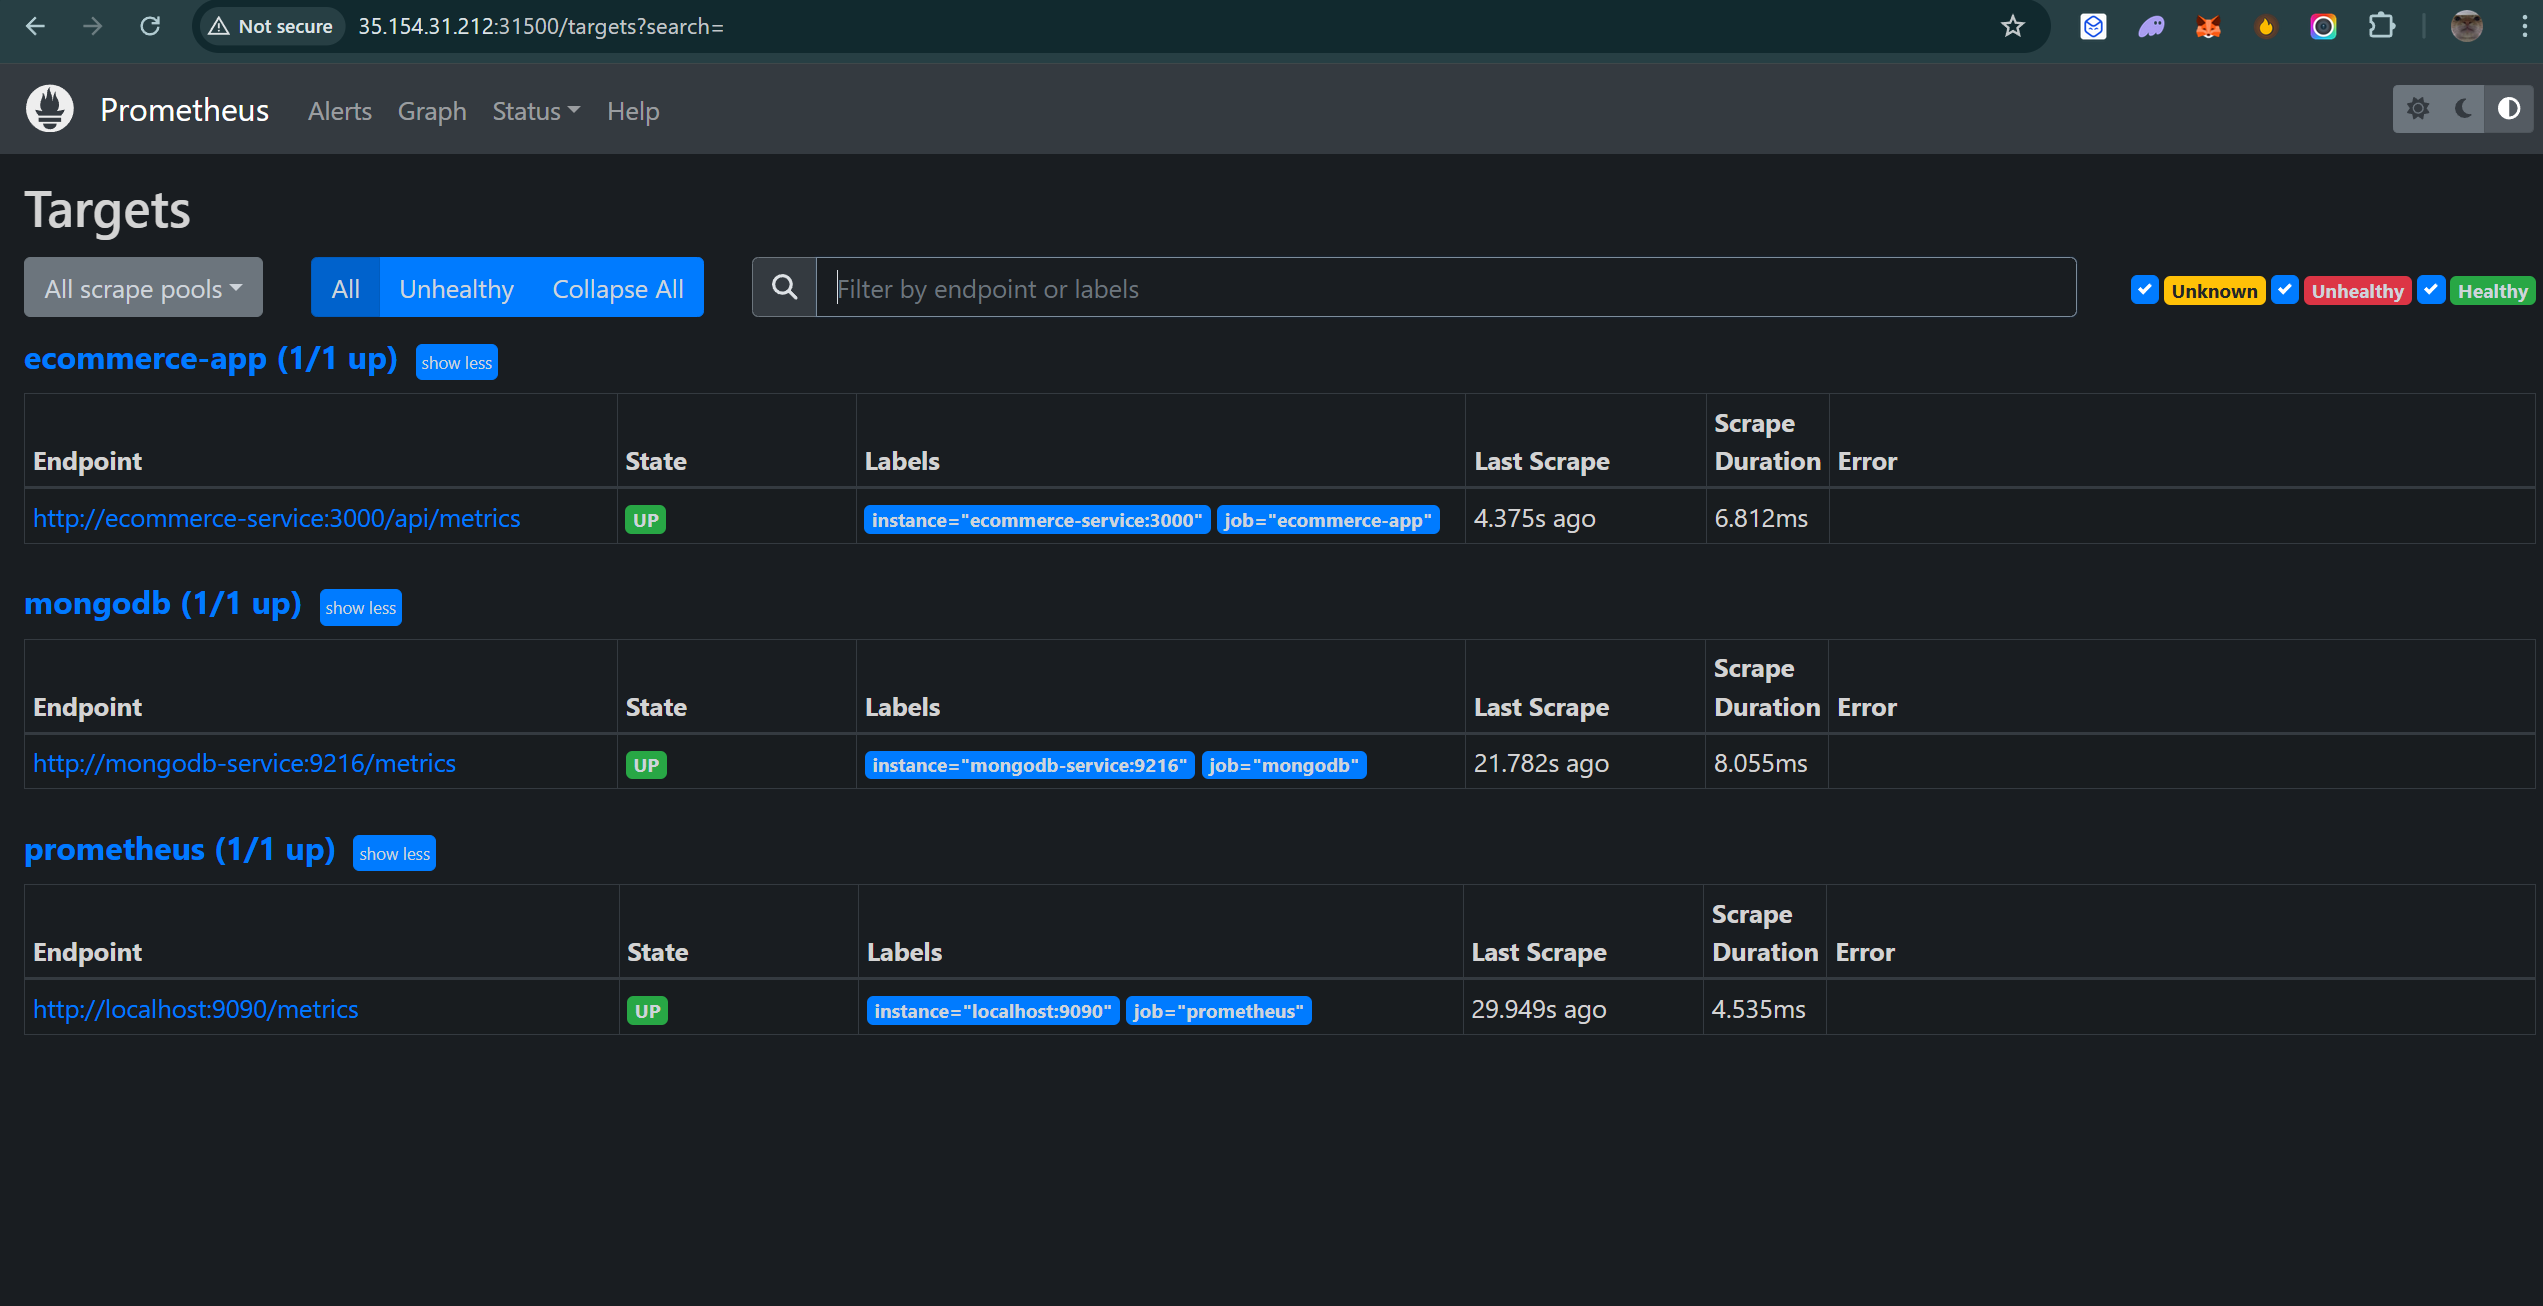 Not secure 35.154.31.212:31500/targets?search=
Prometheus Alerts Graph Status Help
Targets
All scrape pools All Unhealthy Collapse All Filter by endpoint or labels Unknown Unhealthy Healthy
ecommerce-app (1/1 up) show less
Endpoint State Labels Last Scrape Scrape Duration Error
http://ecommerce-service:3000/api/metrics UP instance="ecommerce-service:3000" job="ecommerce-app" 4.375s ago 6.812ms
mongodb (1/1 up) show less
Endpoint State Labels Last Scrape Scrape Duration Error
http://mongodb-service:9216/metrics UP instance="mongodb-service:9216" job="mongodb" 21.782s ago 8.055ms
prometheus (1/1 up) show less
Endpoint State Labels Last Scrape Scrape Duration Error
http://localhost:9090/metrics UP instance="localhost:9090" job="prometheus" 29.949s ago 4.535ms